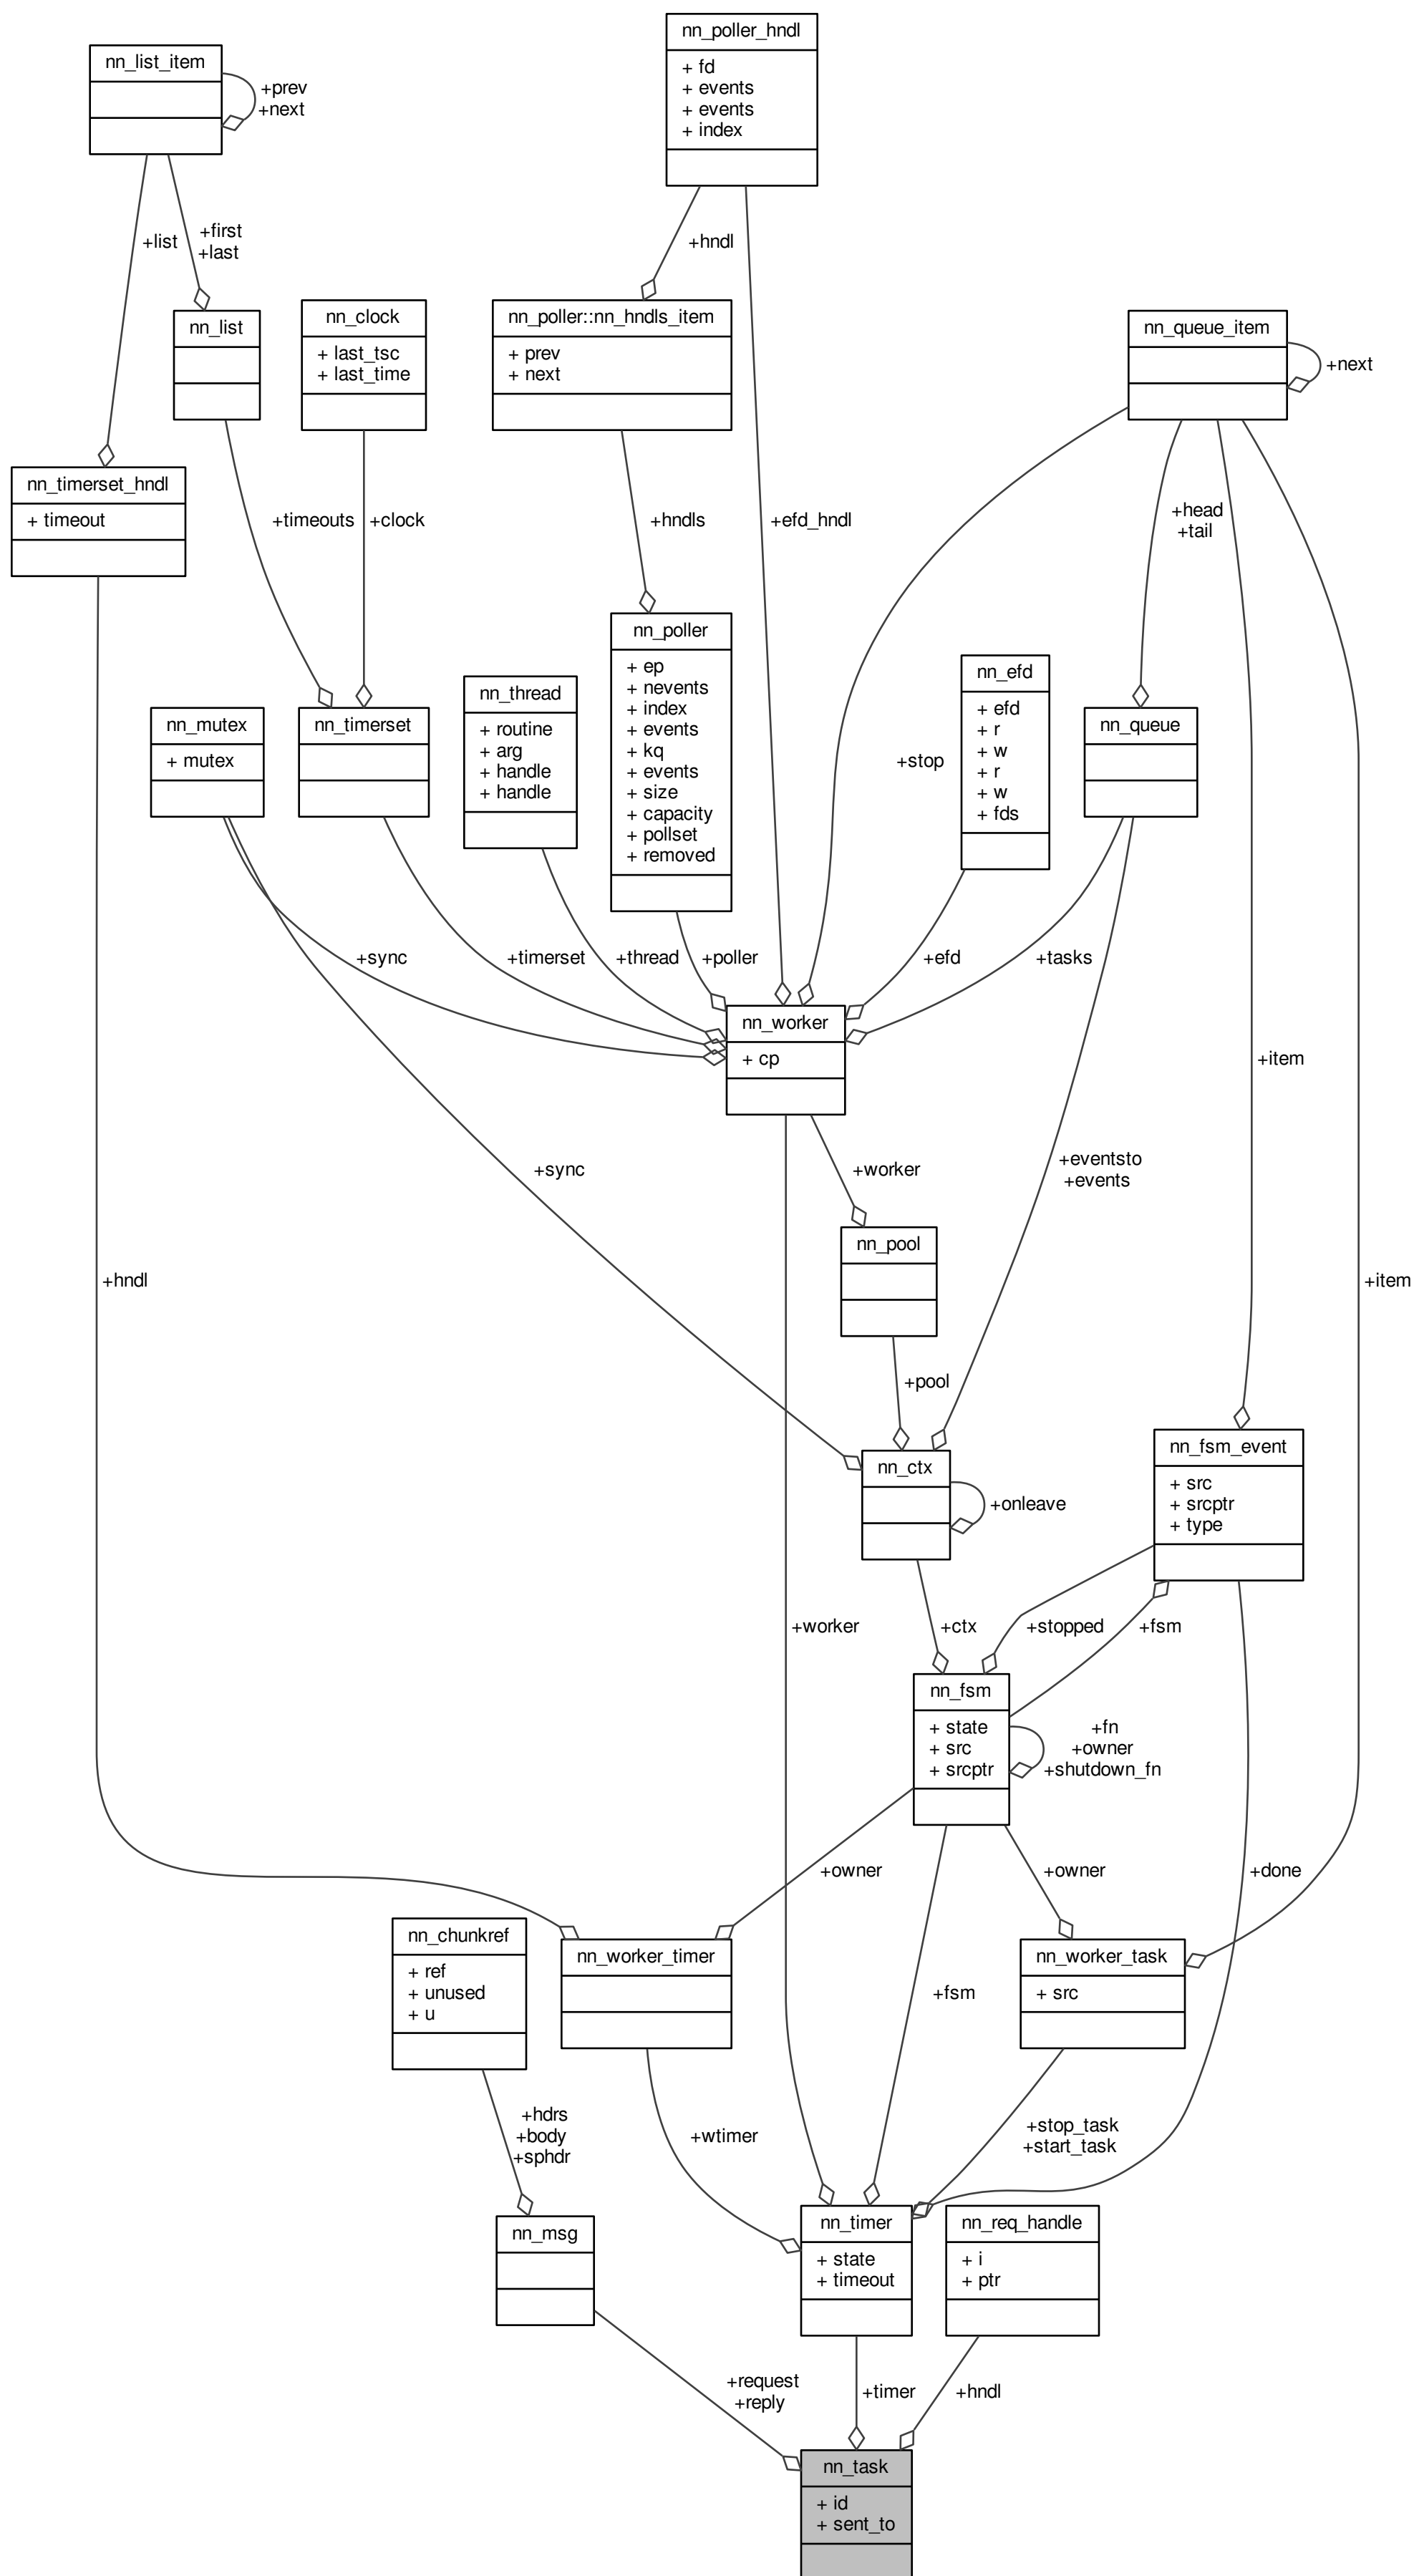 nn_poller_hndl
+ fd
+ events
+ events
+ index
nn_list_item
+prev
+next
+list
+first
+last
+hndl
nn_list
nn_clock
+ last_tsc
+ last_time
nn_poller::nn_hndls_item
+ prev
+ next
nn_queue_item
+next
nn_timerset_hndl
+ timeout
+timeouts
+clock
+hndls
+efd_hndl
+head
+tail
nn_poller
+ ep
+ nevents
+ index
+ events
+ kq
+ events
+ size
+ capacity
+ pollset
+ removed
nn_thread
+ routine
+ arg
+ handle
+ handle
nn_efd
+ efd
+ r
+ w
+ r
+ w
+ fds
nn_mutex
+ mutex
nn_timerset
nn_queue
+stop
+sync
+timerset
+thread
+poller
+efd
+tasks
nn_worker
+ cp
+item
+sync
+worker
+eventsto
+events
nn_pool
+hndl
+item
+pool
nn_ctx
+onleave
nn_fsm_event
+ src
+ srcptr
+ type
+worker
+ctx
+stopped
+fsm
nn_fsm
+ state
+ src
+ srcptr
+fn
+owner
+shutdown_fn
+owner
+owner
+done
nn_chunkref
+ ref
+ unused
+ u
nn_worker_timer
nn_worker_task
+ src
+fsm
+hdrs
+body
+sphdr
+wtimer
+stop_task
+start_task
nn_msg
nn_timer
+ state
+ timeout
nn_req_handle
+ i
+ ptr
+request
+reply
+timer
+hndl
nn_task
+ id
+ sent_to